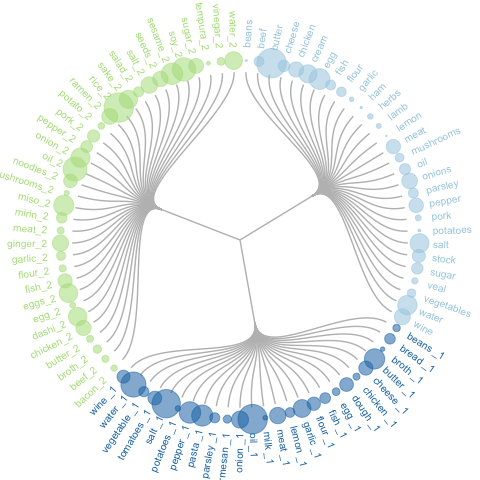 beans
beef
butter
cheese
chicken
cream
egg
fish
flour
garlic
ham
herbs
lamb
lemon
meat
mushrooms
oil
onions
parsley
pepper
pork
potatoes
salt
stock
sugar
veal
vegetables
water
wine
beans_1
bread_1
broth_1
butter_1
cheese_1
chicken_1
dough_1
egg_1
fish_1
flour_1
garlic_1
lemon_1
meat_1
milk_1
oil_1
onion_1
rmesan_1
parsley_1
pasta_1
pepper_1
potatoes_1
salt_1
tomatoes_1
vegetable_1
water_1
wine_1
bacon_2
beef_2
broth_2
butter_2
chicken_2
dashi_2
egg_2
eggs_2
fish_2
flour_2
garlic_2
ginger_2
meat_2
mirin_2
miso_2
ushrooms_2
noodles_2
oil_2
onion_2
pepper_2
pork_2
potato_2
ramen_2
rice_2
sake_2
salad_2
salt_2
seeds_2
sesame_2
soy_2
sugar_2
tempura_2
vinegar_2
water_2